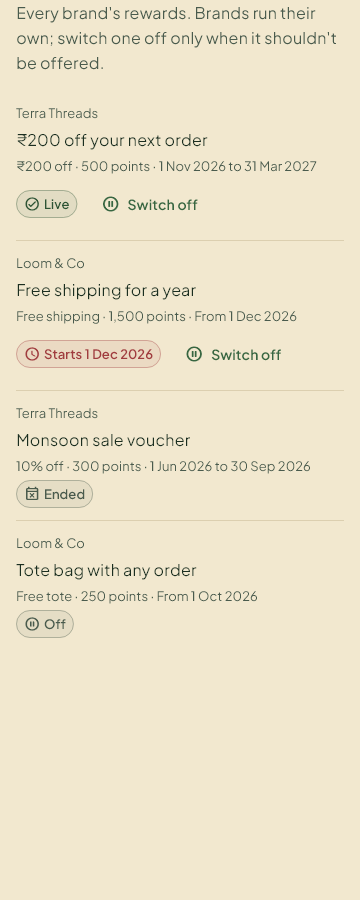 Every brand's rewards. Brands run their
own; switch one off only when it shouldn't
be offered.
Terra Threads
₹200 off your next order
₹200 off · 500 points · 1 Nov 2026 to 31 Mar 2027
Live
Switch off
Loom & Co
Free shipping for a year
Free shipping · 1,500 points · From 1 Dec 2026
Starts 1 Dec 2026
Switch off
Terra Threads
Monsoon sale voucher
10% off · 300 points · 1 Jun 2026 to 30 Sep 2026
Ended
Loom & Co
Tote bag with any order
Free tote · 250 points · From 1 Oct 2026
Off